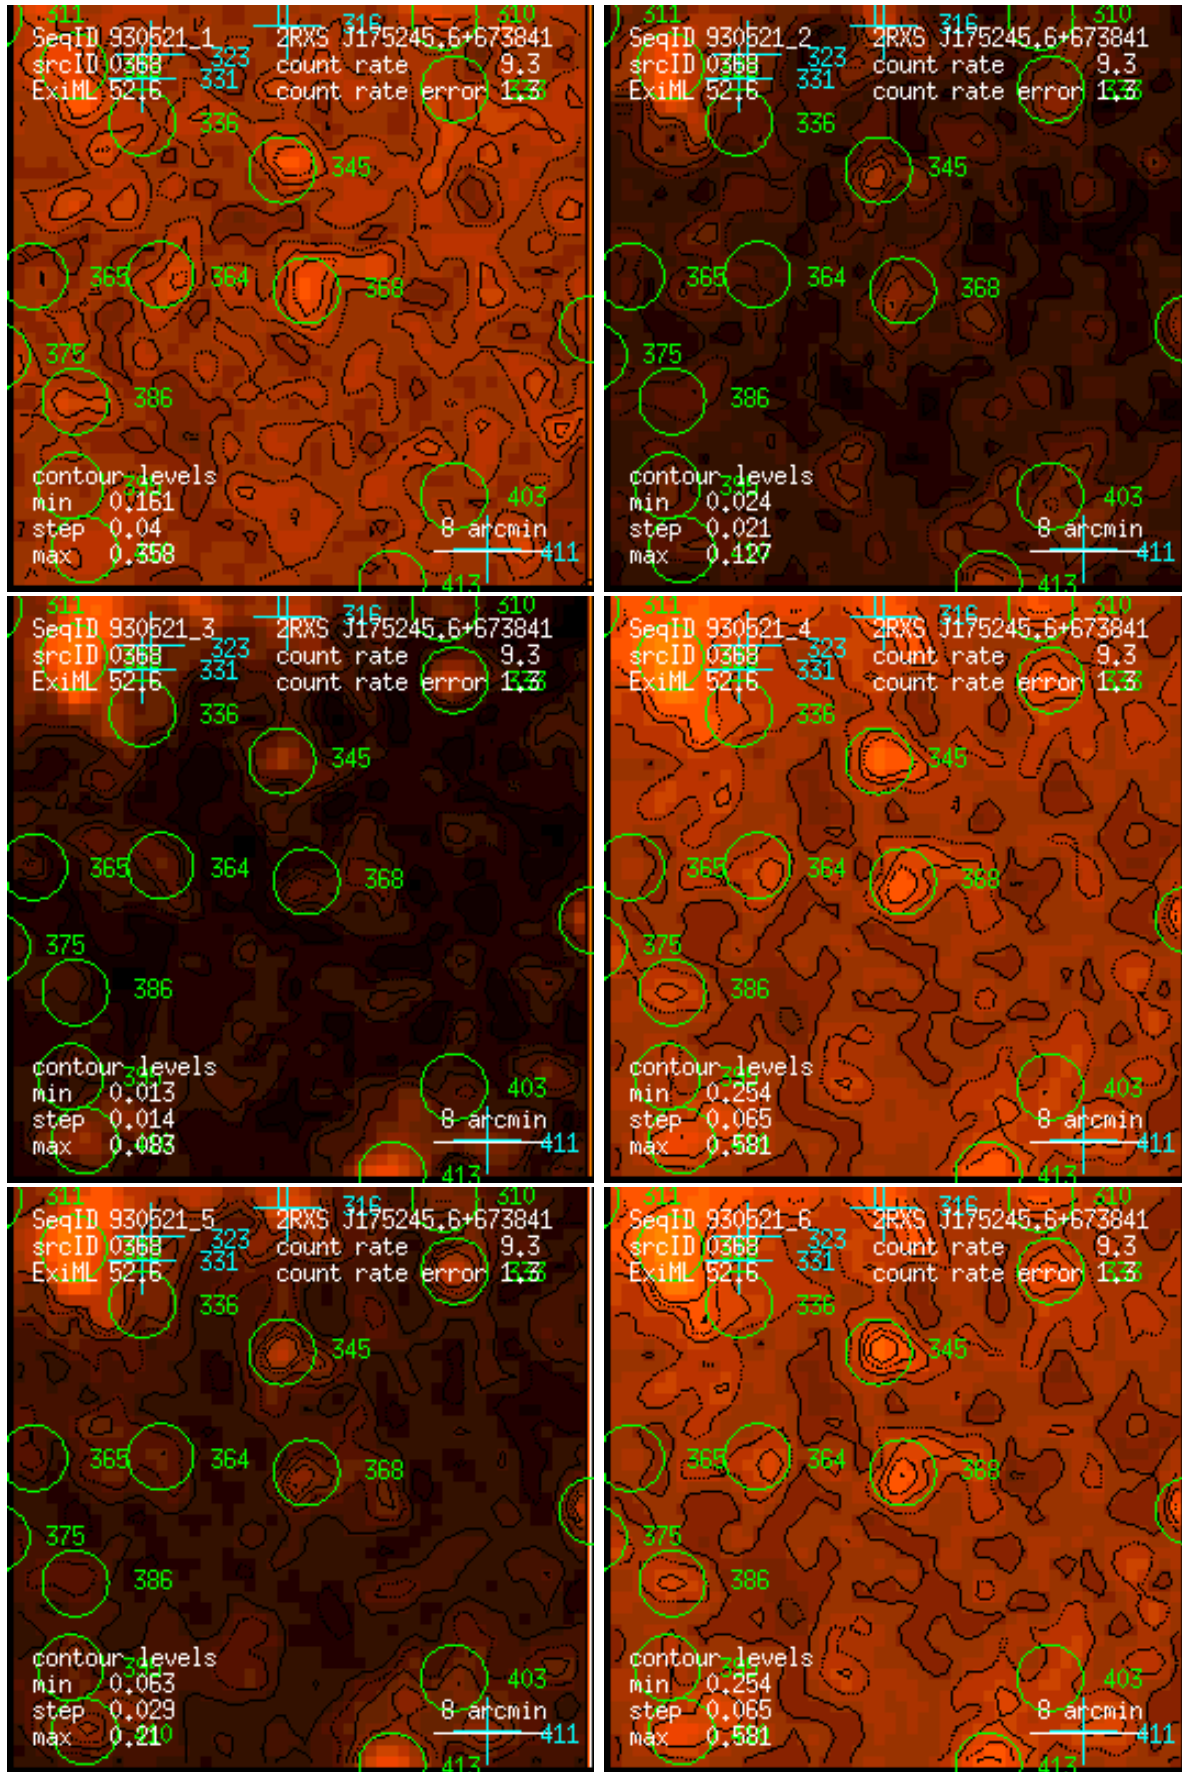 311 316 310
SeqID 930521_1 2RXS J175245.6+673841
srcID 0368 323 count rate 9.3
ExiML 52.6 331 count rate error 1.3
336
345
365 364 368
375
386
contour levels
min 0.161 403
step 0.04 8 arcmin
max 0.358 411
413
311 316 310
SeqID 930521_2 2RXS J175245.6+673841
srcID 0368 323 count rate 9.3
ExiML 52.6 331 count rate error 1.3
336
345
365 364 368
375
386
contour levels
min 0.024 403
step 0.021 8 arcmin
max 0.127 411
413
311 316 310
SeqID 930521_3 2RXS J175245.6+673841
srcID 0368 323 count rate 9.3
ExiML 52.6 331 count rate error 1.3
336
345
365 364 368
375
386
contour levels
min 0.013 403
step 0.014 8 arcmin
max 0.083 411
413
311 316 310
SeqID 930521_4 2RXS J175245.6+673841
srcID 0368 323 count rate 9.3
ExiML 52.6 331 count rate error 1.3
336
345
365 364 368
375
386
contour levels
min 0.254 403
step 0.065 8 arcmin
max 0.581 411
413
311 316 310
SeqID 930521_5 2RXS J175245.6+673841
srcID 0368 323 count rate 9.3
ExiML 52.6 331 count rate error 1.3
336
345
365 364 368
375
386
contour levels
min 0.063 403
step 0.029 8 arcmin
max 0.21 411
413
311 316 310
SeqID 930521_6 2RXS J175245.6+673841
srcID 0368 323 count rate 9.3
ExiML 52.6 331 count rate error 1.3
336
345
365 364 368
375
386
contour levels
min 0.254 403
step 0.065 8 arcmin
max 0.581 411
413